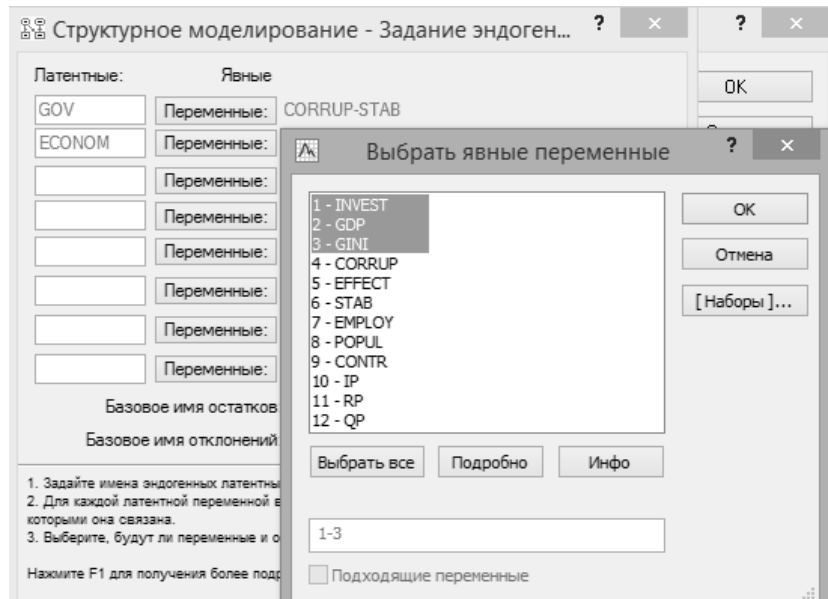 Структурное моделирование - Задание эндоген... ? ×
? ×
Латентные: Явные
OK
GOV Переменные: CORRUP-STAB
ECONOM Переменные:
Переменные:
Переменные:
Переменные:
Переменные:
Переменные:
Переменные:
Базовое имя остатков
Базовое имя отклонений
1. Задайте имена эндогенных латентны
2. Для каждой латентной переменной в
которыми она связана.
3. Выберите, будут ли переменные и о
Нажмите F1 для получения более подр
Выбрать явные переменные ? ×
1 - INVEST
2 - GDP
3 - GINI
4 - CORRUP
5 - EFFECT
6 - STAB
7 - EMPLOY
8 - POPUL
9 - CONTR
10 - IP
11 - RP
12 - QP
OK
Отмена
[ Наборы ]...
Выбрать все Подробно Инфо
1-3
Подходящие переменные